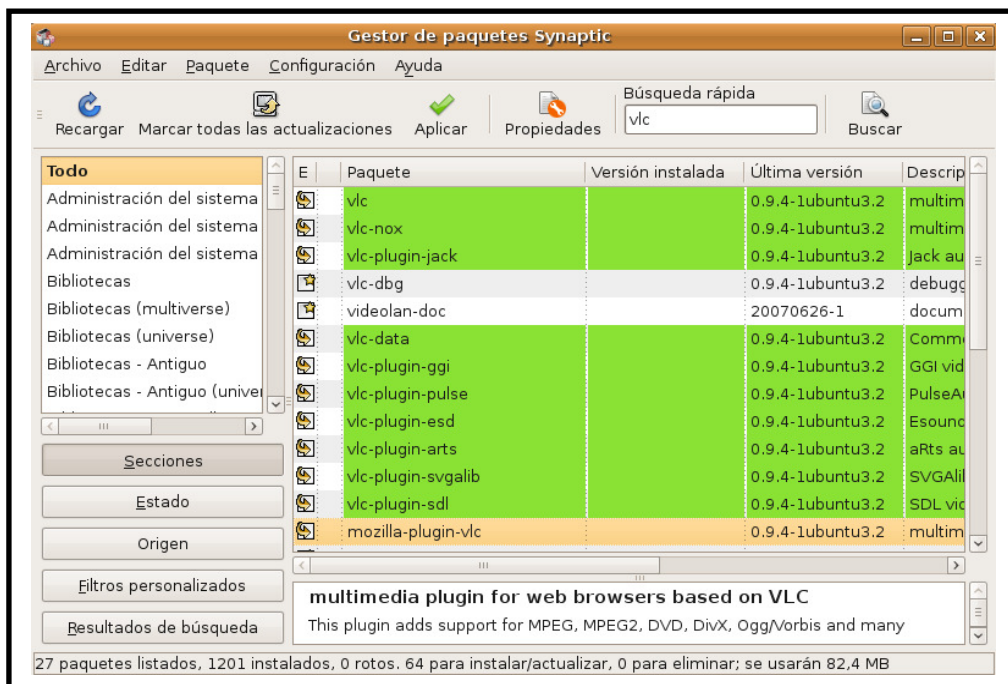 Gestor de paquetes Synaptic
Archivo Editar Paquete Configuración Ayuda
Recargar Marcar todas las actualizaciones Aplicar Propiedades Búsqueda rápida Buscar
vlc
Todo
Administración del sistema
Administración del sistema
Administración del sistema
Bibliotecas
Bibliotecas (multiverse)
Bibliotecas (universe)
Bibliotecas - Antiguo
Bibliotecas - Antiguo (univer
Secciones
Estado
Origen
Filtros personalizados
Resultados de búsqueda
E Paquete Versión instalada Última versión Descrip
vlc 0.9.4-1ubuntu3.2 multim
vlc-nox 0.9.4-1ubuntu3.2 multim
vlc-plugin-jack 0.9.4-1ubuntu3.2 Jack au
vlc-dbg 0.9.4-1ubuntu3.2 debugg
videolan-doc 20070626-1 docum
vlc-data 0.9.4-1ubuntu3.2 Commo
vlc-plugin-ggi 0.9.4-1ubuntu3.2 GGI vid
vlc-plugin-pulse 0.9.4-1ubuntu3.2 PulseAu
vlc-plugin-esd 0.9.4-1ubuntu3.2 Esound
vlc-plugin-arts 0.9.4-1ubuntu3.2 aRts au
vlc-plugin-svgalib 0.9.4-1ubuntu3.2 SVGAlib
vlc-plugin-sdl 0.9.4-1ubuntu3.2 SDL vid
mozilla-plugin-vlc 0.9.4-1ubuntu3.2 multim
multimedia plugin for web browsers based on VLC
This plugin adds support for MPEG, MPEG2, DVD, DivX, Ogg/Vorbis and many
27 paquetes listados, 1201 instalados, 0 rotos. 64 para instalar/actualizar, 0 para eliminar; se usarán 82,4 MB